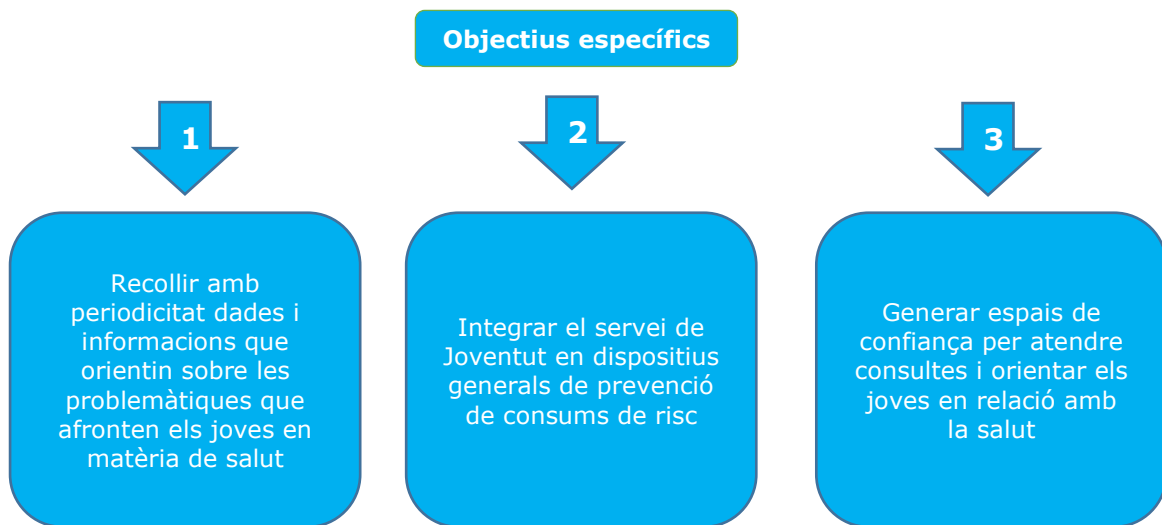 Objectius específics
1
Recollir amb
periodicitat dades i
informacions que
orientin sobre les
problemàtiques que
afronten els joves en
matèria de salut
2
Integrar el servei de
Joventut en dispositius
generals de prevenció
de consums de risc
3
Generar espais de
confiança per atendre
consultes i orientar els
joves en relació amb
la salut